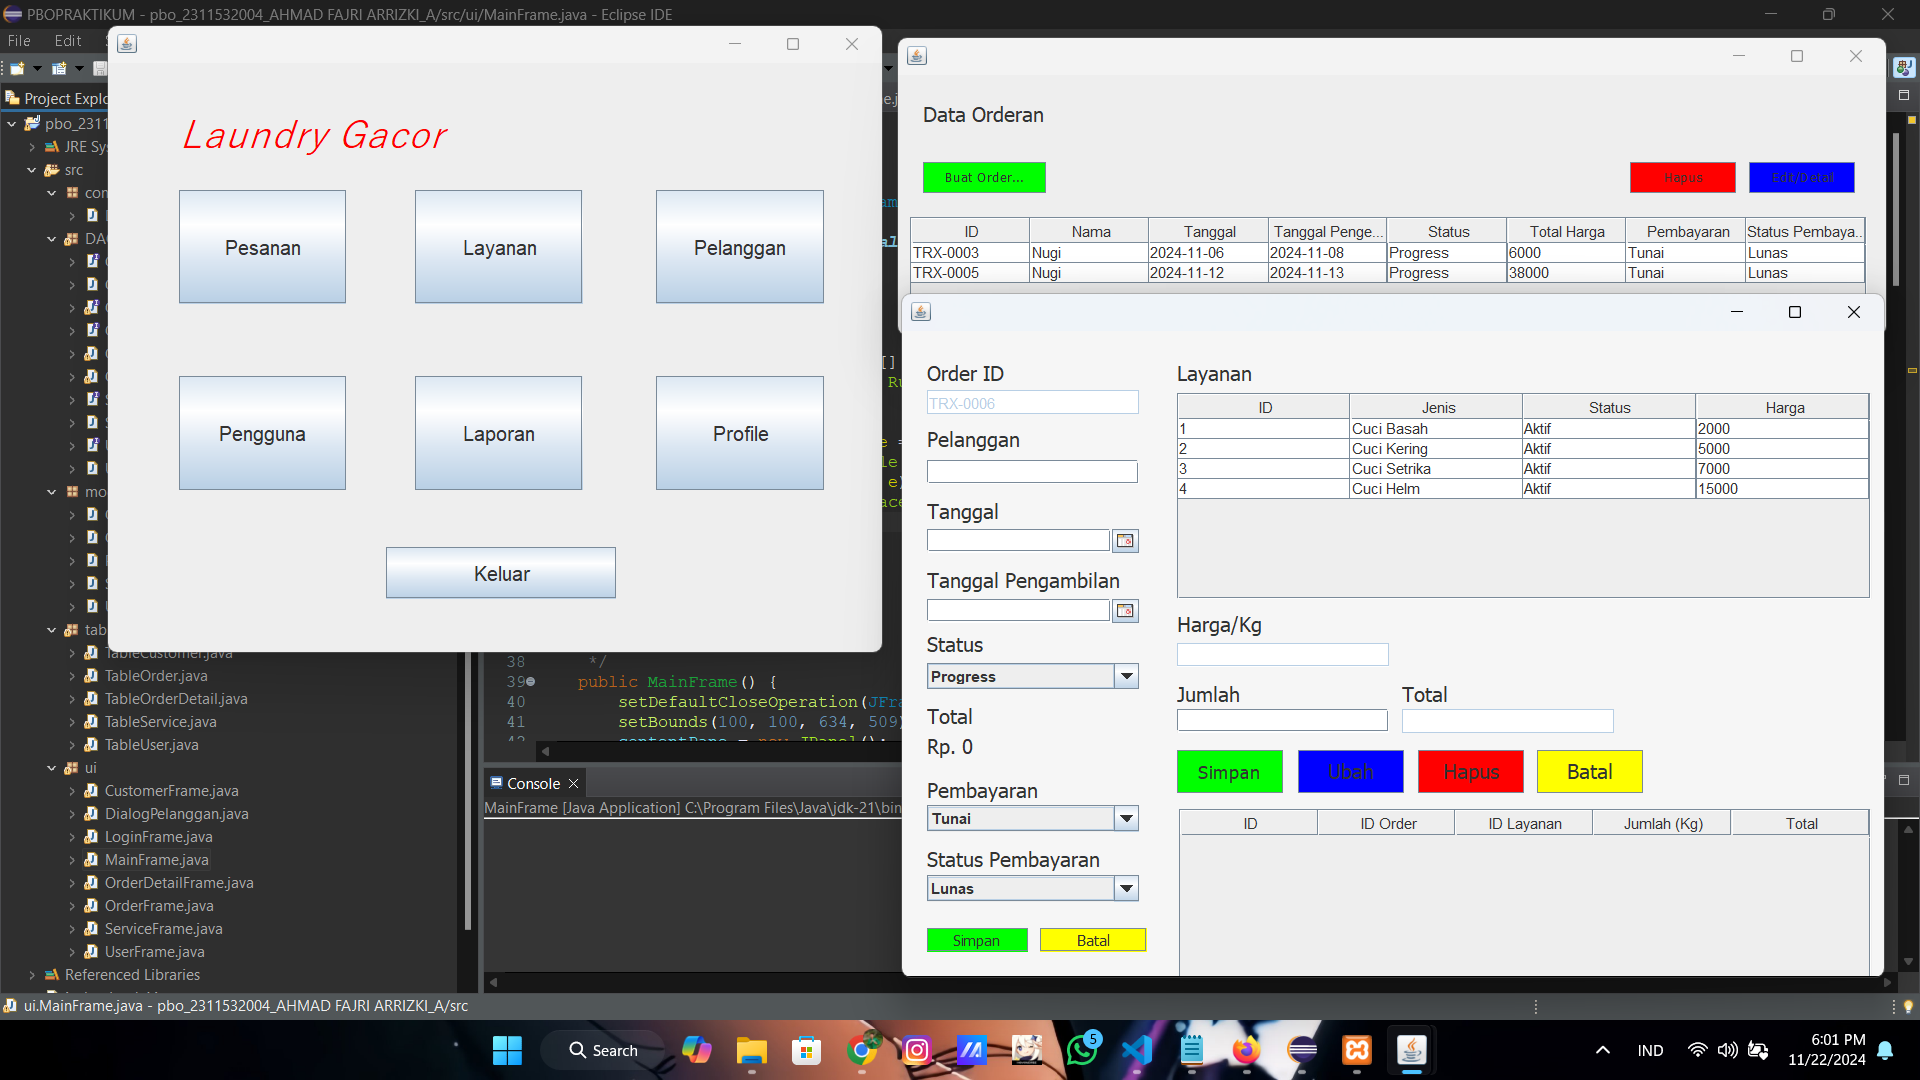 PBOPRAKTIKUM - pbo_2311532004_AHMAD FAJRI ARRIZKI_A/src/ui/MainFrame.java - Eclipse IDE
File Edit
Project Explo
pbo_2311
JRE Sys
src
con
DA
mo
tab
TableCustomer.java
TableOrder.java
TableOrderDetail.java
TableService.java
TableUser.java
ui
CustomerFrame.java
DialogPelanggan.java
LoginFrame.java
MainFrame.java
OrderDetailFrame.java
OrderFrame.java
ServiceFrame.java
UserFrame.java
Referenced Libraries
Laundry Gacor
Pesanan Layanan Pelanggan
Pengguna Laporan Profile
Keluar
38 */
39 public MainFrame() {
40 setDefaultCloseOperation(JFra
41 setBounds(100, 100, 634, 509)
42 contentPane = new JPanel();
Console
MainFrame [Java Application] C:\Program Files\Java\jdk-21\bin
Data Orderan
Buat Order... Hapus Edit/Detail
ID Nama Tanggal Tanggal Penge... Status Total Harga Pembayaran Status Pembaya..
TRX-0003 Nugi 2024-11-06 2024-11-08 Progress 6000 Tunai Lunas
TRX-0005 Nugi 2024-11-12 2024-11-13 Progress 38000 Tunai Lunas
Order ID
TRX-0006
Pelanggan
Tanggal
Tanggal Pengambilan
Status
Progress
Total
Rp. 0
Pembayaran
Tunai
Status Pembayaran
Lunas
Simpan Batal
Layanan
ID Jenis Status Harga
1 Cuci Basah Aktif 2000
2 Cuci Kering Aktif 5000
3 Cuci Setrika Aktif 7000
4 Cuci Helm Aktif 15000
Harga/Kg
Jumlah Total
Simpan Ubah Hapus Batal
ID ID Order ID Layanan Jumlah (Kg) Total
ui.MainFrame.java - pbo_2311532004_AHMAD FAJRI ARRIZKI_A/src
Search
5
IND
6:01 PM
11/22/2024